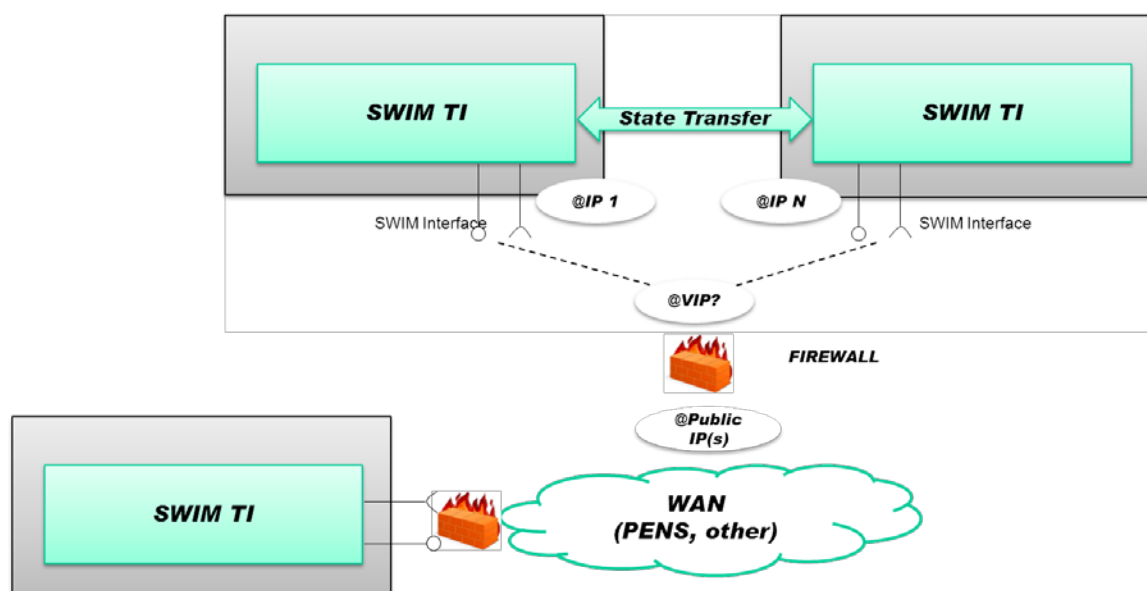 SWIM TI
SWIM TI
State Transfer
@IP 1
@IP N
SWIM Interface
SWIM Interface
@VIP?
FIREWALL
@Public
IP(s)
SWIM TI
WAN
(PENS, other)